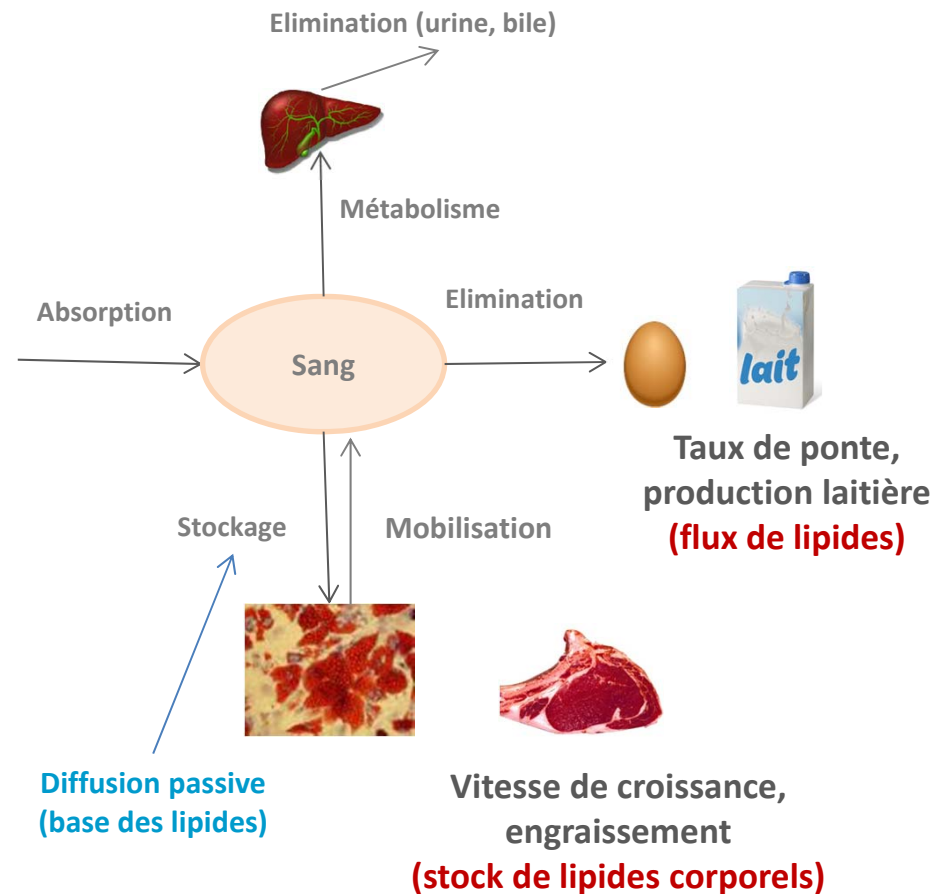 Elimination (urine, bile)
Métabolisme
Absorption
Elimination
Sang
lait
Taux de ponte,
production laitière
(flux de lipides)
Stockage
Mobilisation
Diffusion passive
(base des lipides)
Vitesse de croissance,
engraissement
(stock de lipides corporels)